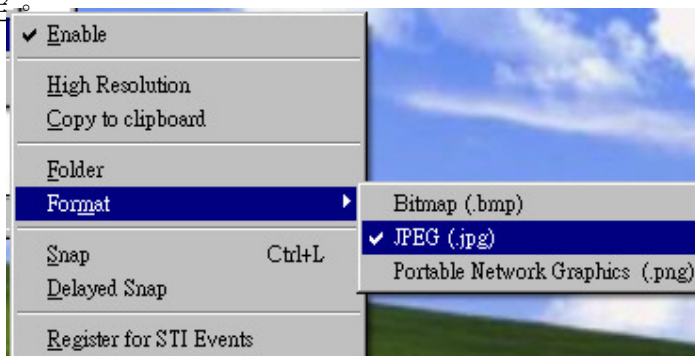 Enable
High Resolution
Copy to clipboard
Folder
Format
Bitmap (.bmp)
JPEG (.jpg)
Snap Ctrl+L
Portable Network Graphics (.png)
Delayed Snap
Register for STI Events